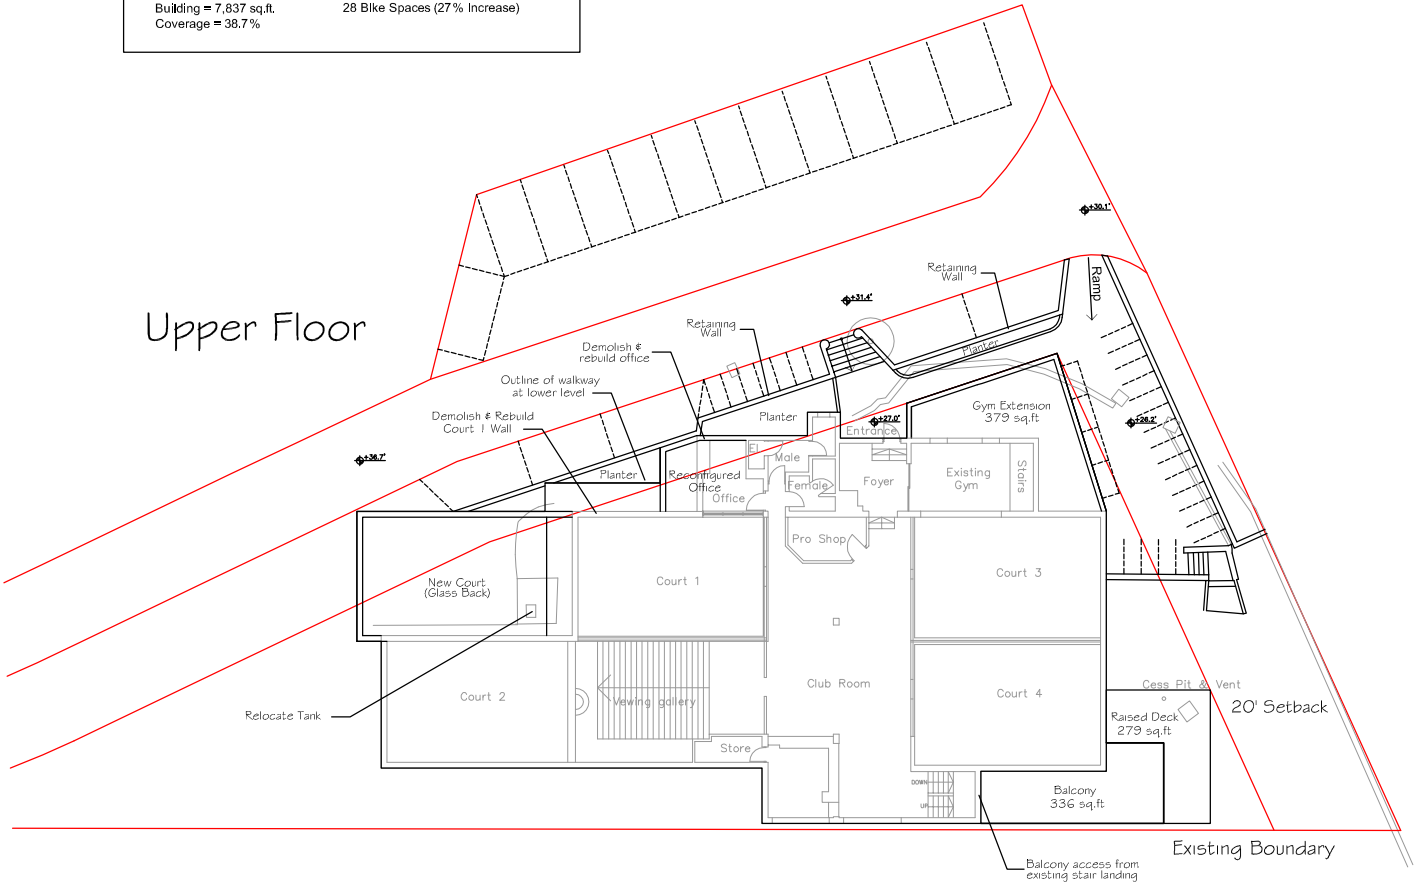 Building = 7,837 sq.ft.
28 Bike Spaces (27% Increase)
Coverage = 38.7%
Upper Floor
+30.1'
Retaining
Wall
Ramp
+31.4'
Retaining
Wall
Planter
Demolish &
rebuild office
Outline of walkway
at lower level
Demolish & Rebuild
Court 1 Wall
Planter
Gym Extension
379 sq.ft
+27.0'
+26.2'
Entrance
+36.7'
El
Male
Planter
Reconfigured
Office
Office
Female
Foyer
Existing
Gym
Stairs
Pro Shop
New Court
(Glass Back)
Court 1
Court 3
Court 2
Vewing gallery
Club Room
Court 4
Cess Pit & Vent
20' Setback
Relocate Tank
Raised Deck
279 sq.ft
Store
DOWN
UP
Balcony
336 sq.ft
Existing Boundary
Balcony access from
existing stair landing